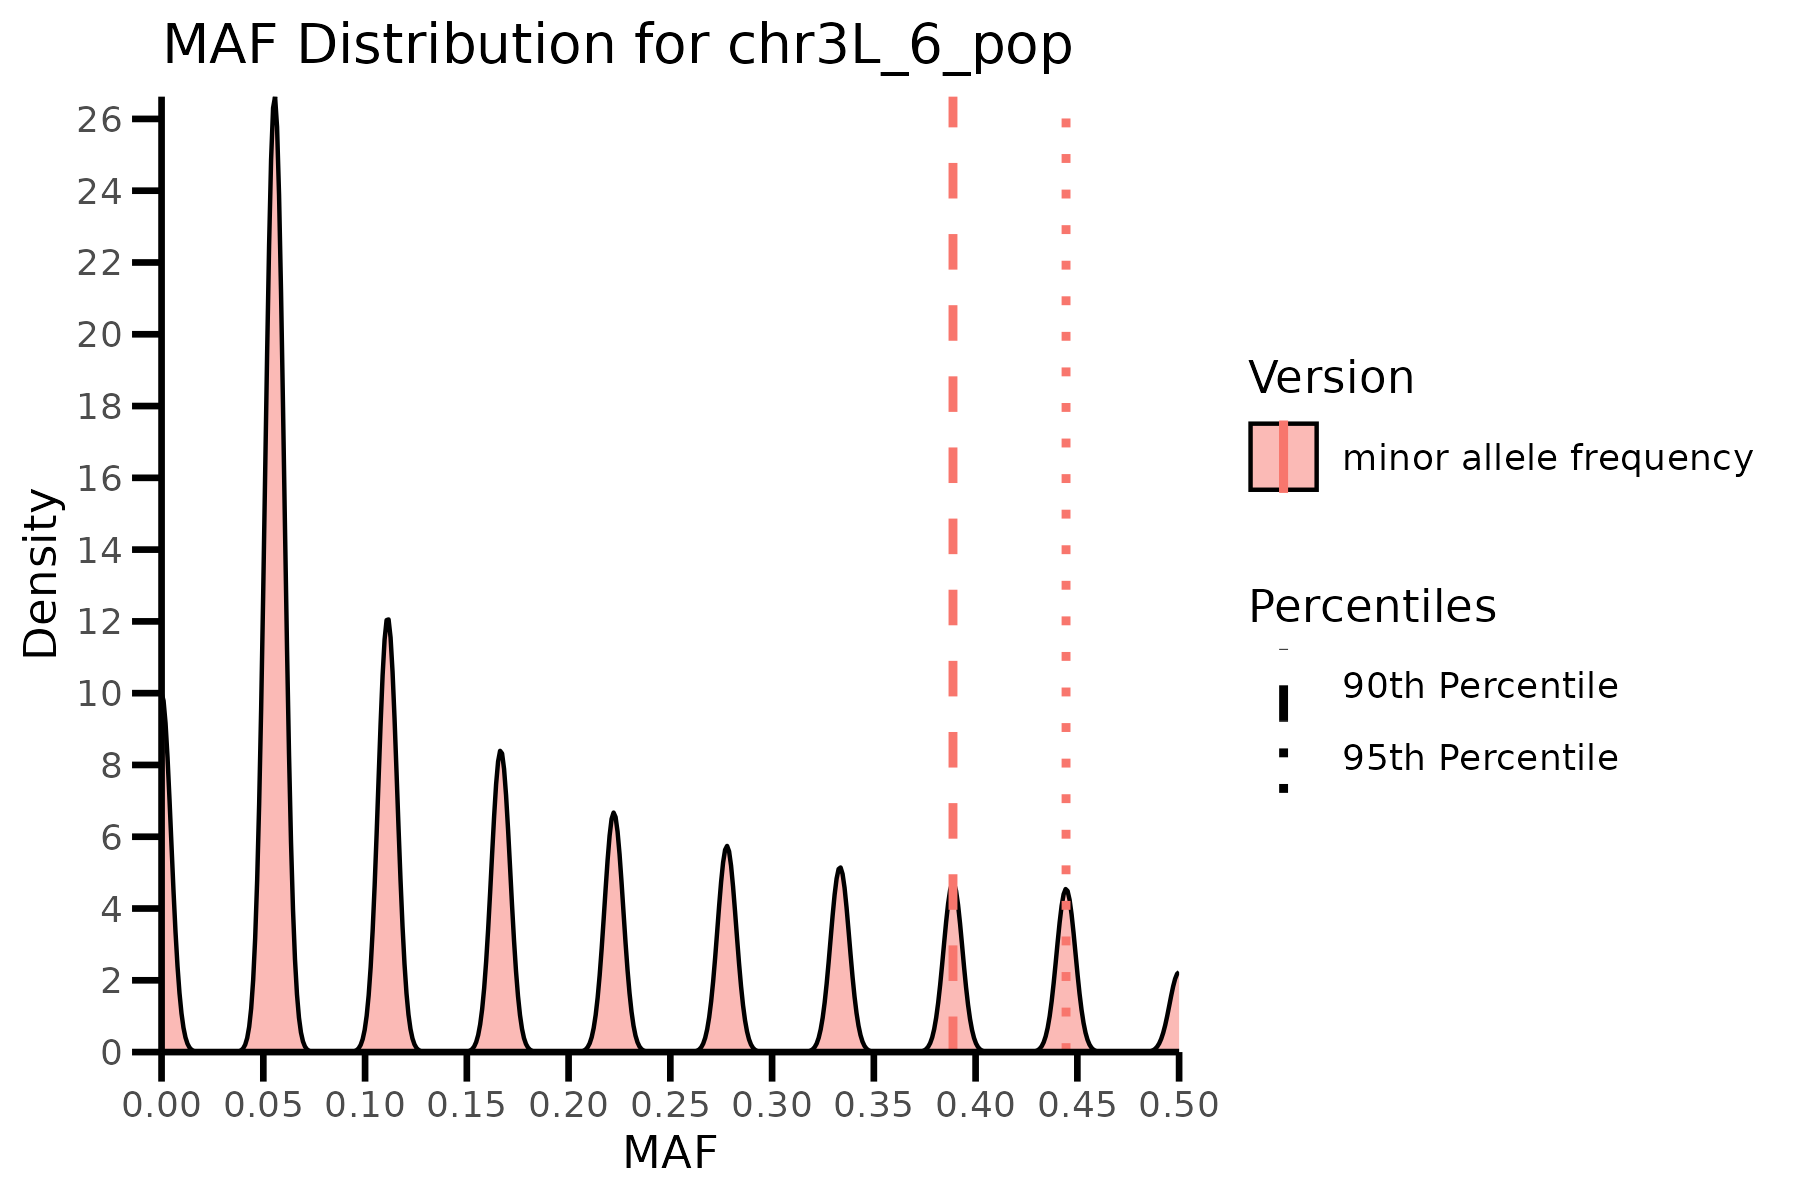 MAF Distribution for chr3L_6_pop
26
24
22
20
18
16
14
12
10
8
6
4
2
0
Density
0.00 0.05 0.10 0.15 0.20 0.25 0.30 0.35 0.40 0.45 0.50
MAF
Version
minor allele frequency
Percentiles
90th Percentile
95th Percentile